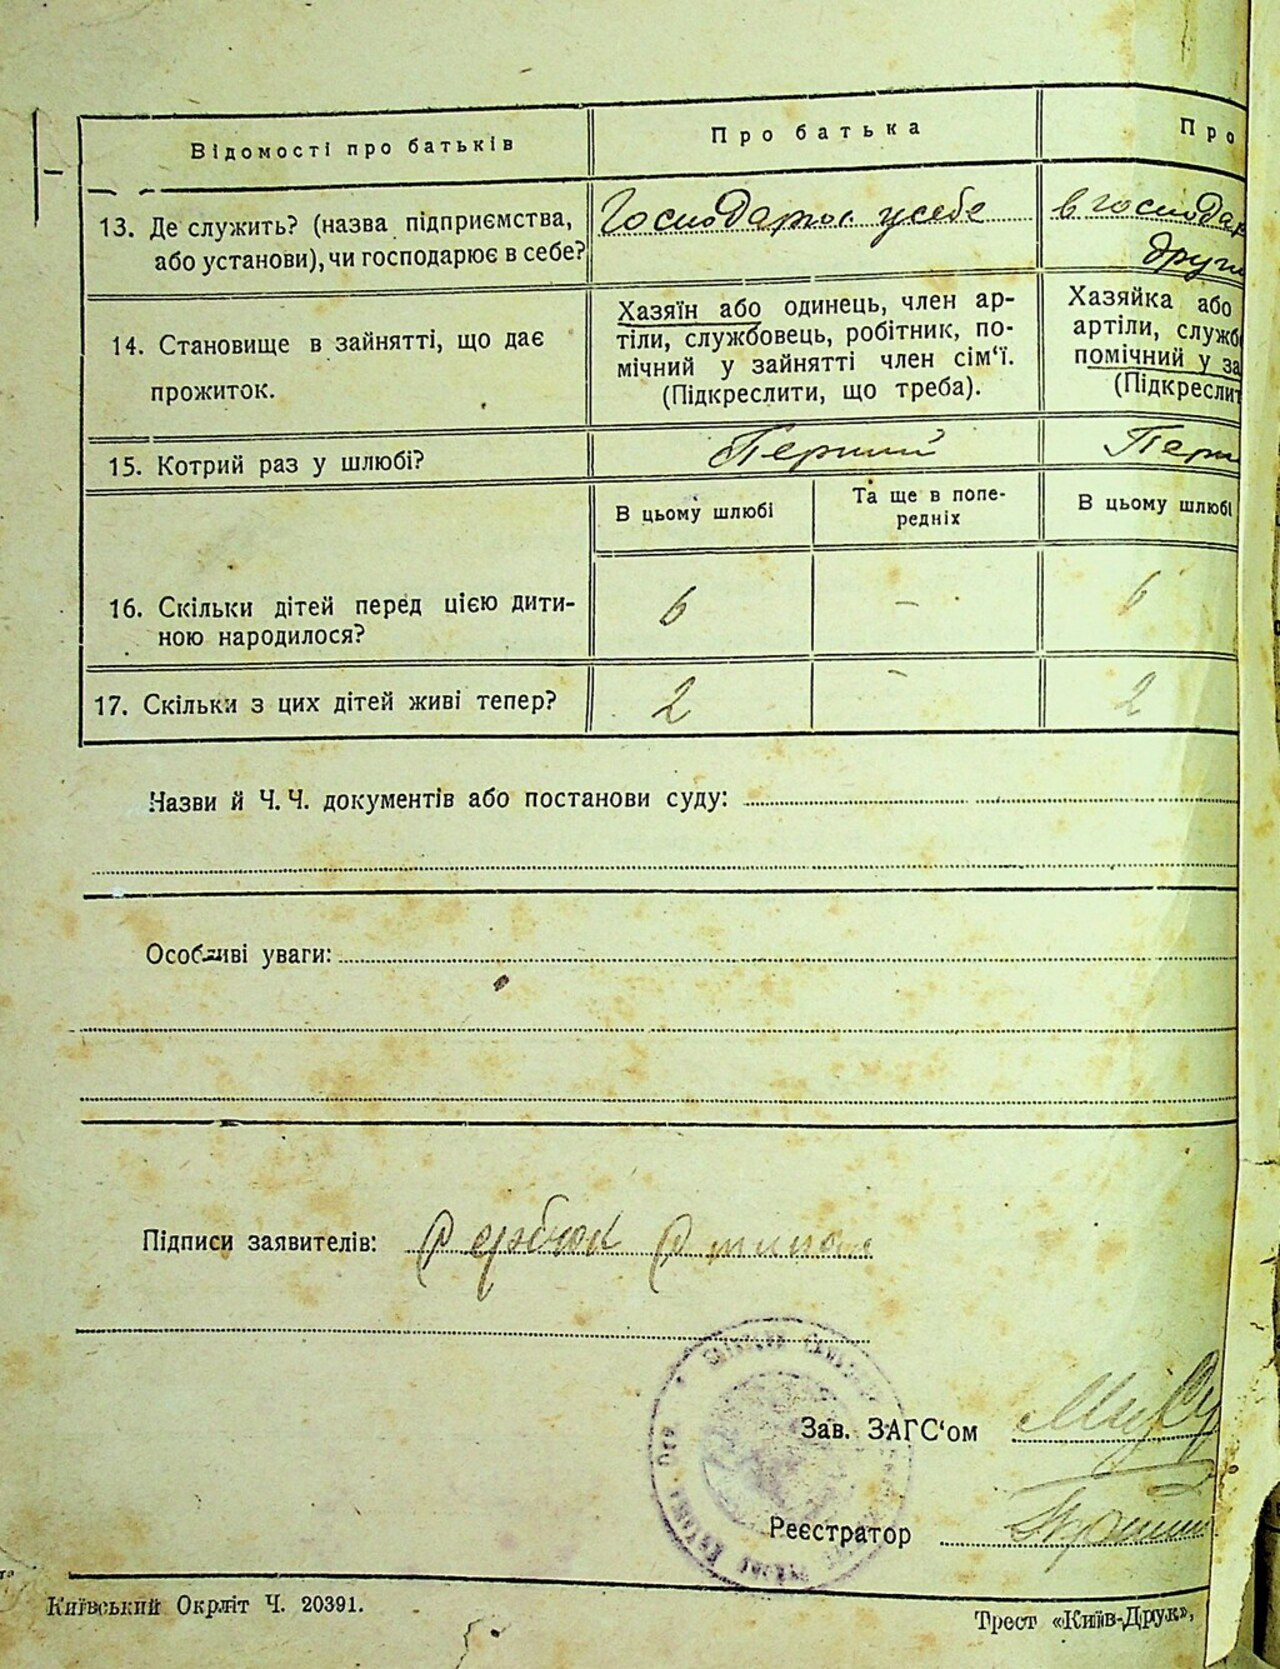 Відомості про батьків
Про батька
Про
13. Де служить? (назва підприємства,
або установи), чи господарює в себе?
Господарює у себе
в господар
други
14. Становище в зайнятті, що дає
прожиток.
Хазяїн або одинець, член ар-
тіли, службовець, робітник, по-
мічний у зайнятті член сім'ї.
(Підкреслити, що треба).
Хазяйка або
артіли, служб
помічний у за
(Підкреслит
15. Котрий раз у шлюбі?
Перший
Перш
В цьому шлюбі
Та ще в попе-
редніх
В цьому шлюбі
16. Скільки дітей перед цією дити-
ною народилося?
6
–
6
17. Скільки з цих дітей живі тепер?
2
–
2
Назви й Ч. Ч. документів або постанови суду:
Особливі уваги:
Підписи заявителів:
Зав. ЗАГС'ом
Реєстратор
Київський Окрліт Ч. 20391.
Трест «Київ-Друк»,